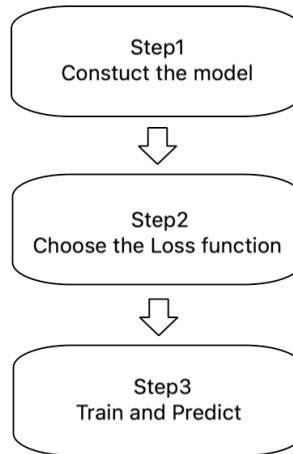 Step1
Constuct the model
Step2
Choose the Loss function
Step3
Train and Predict